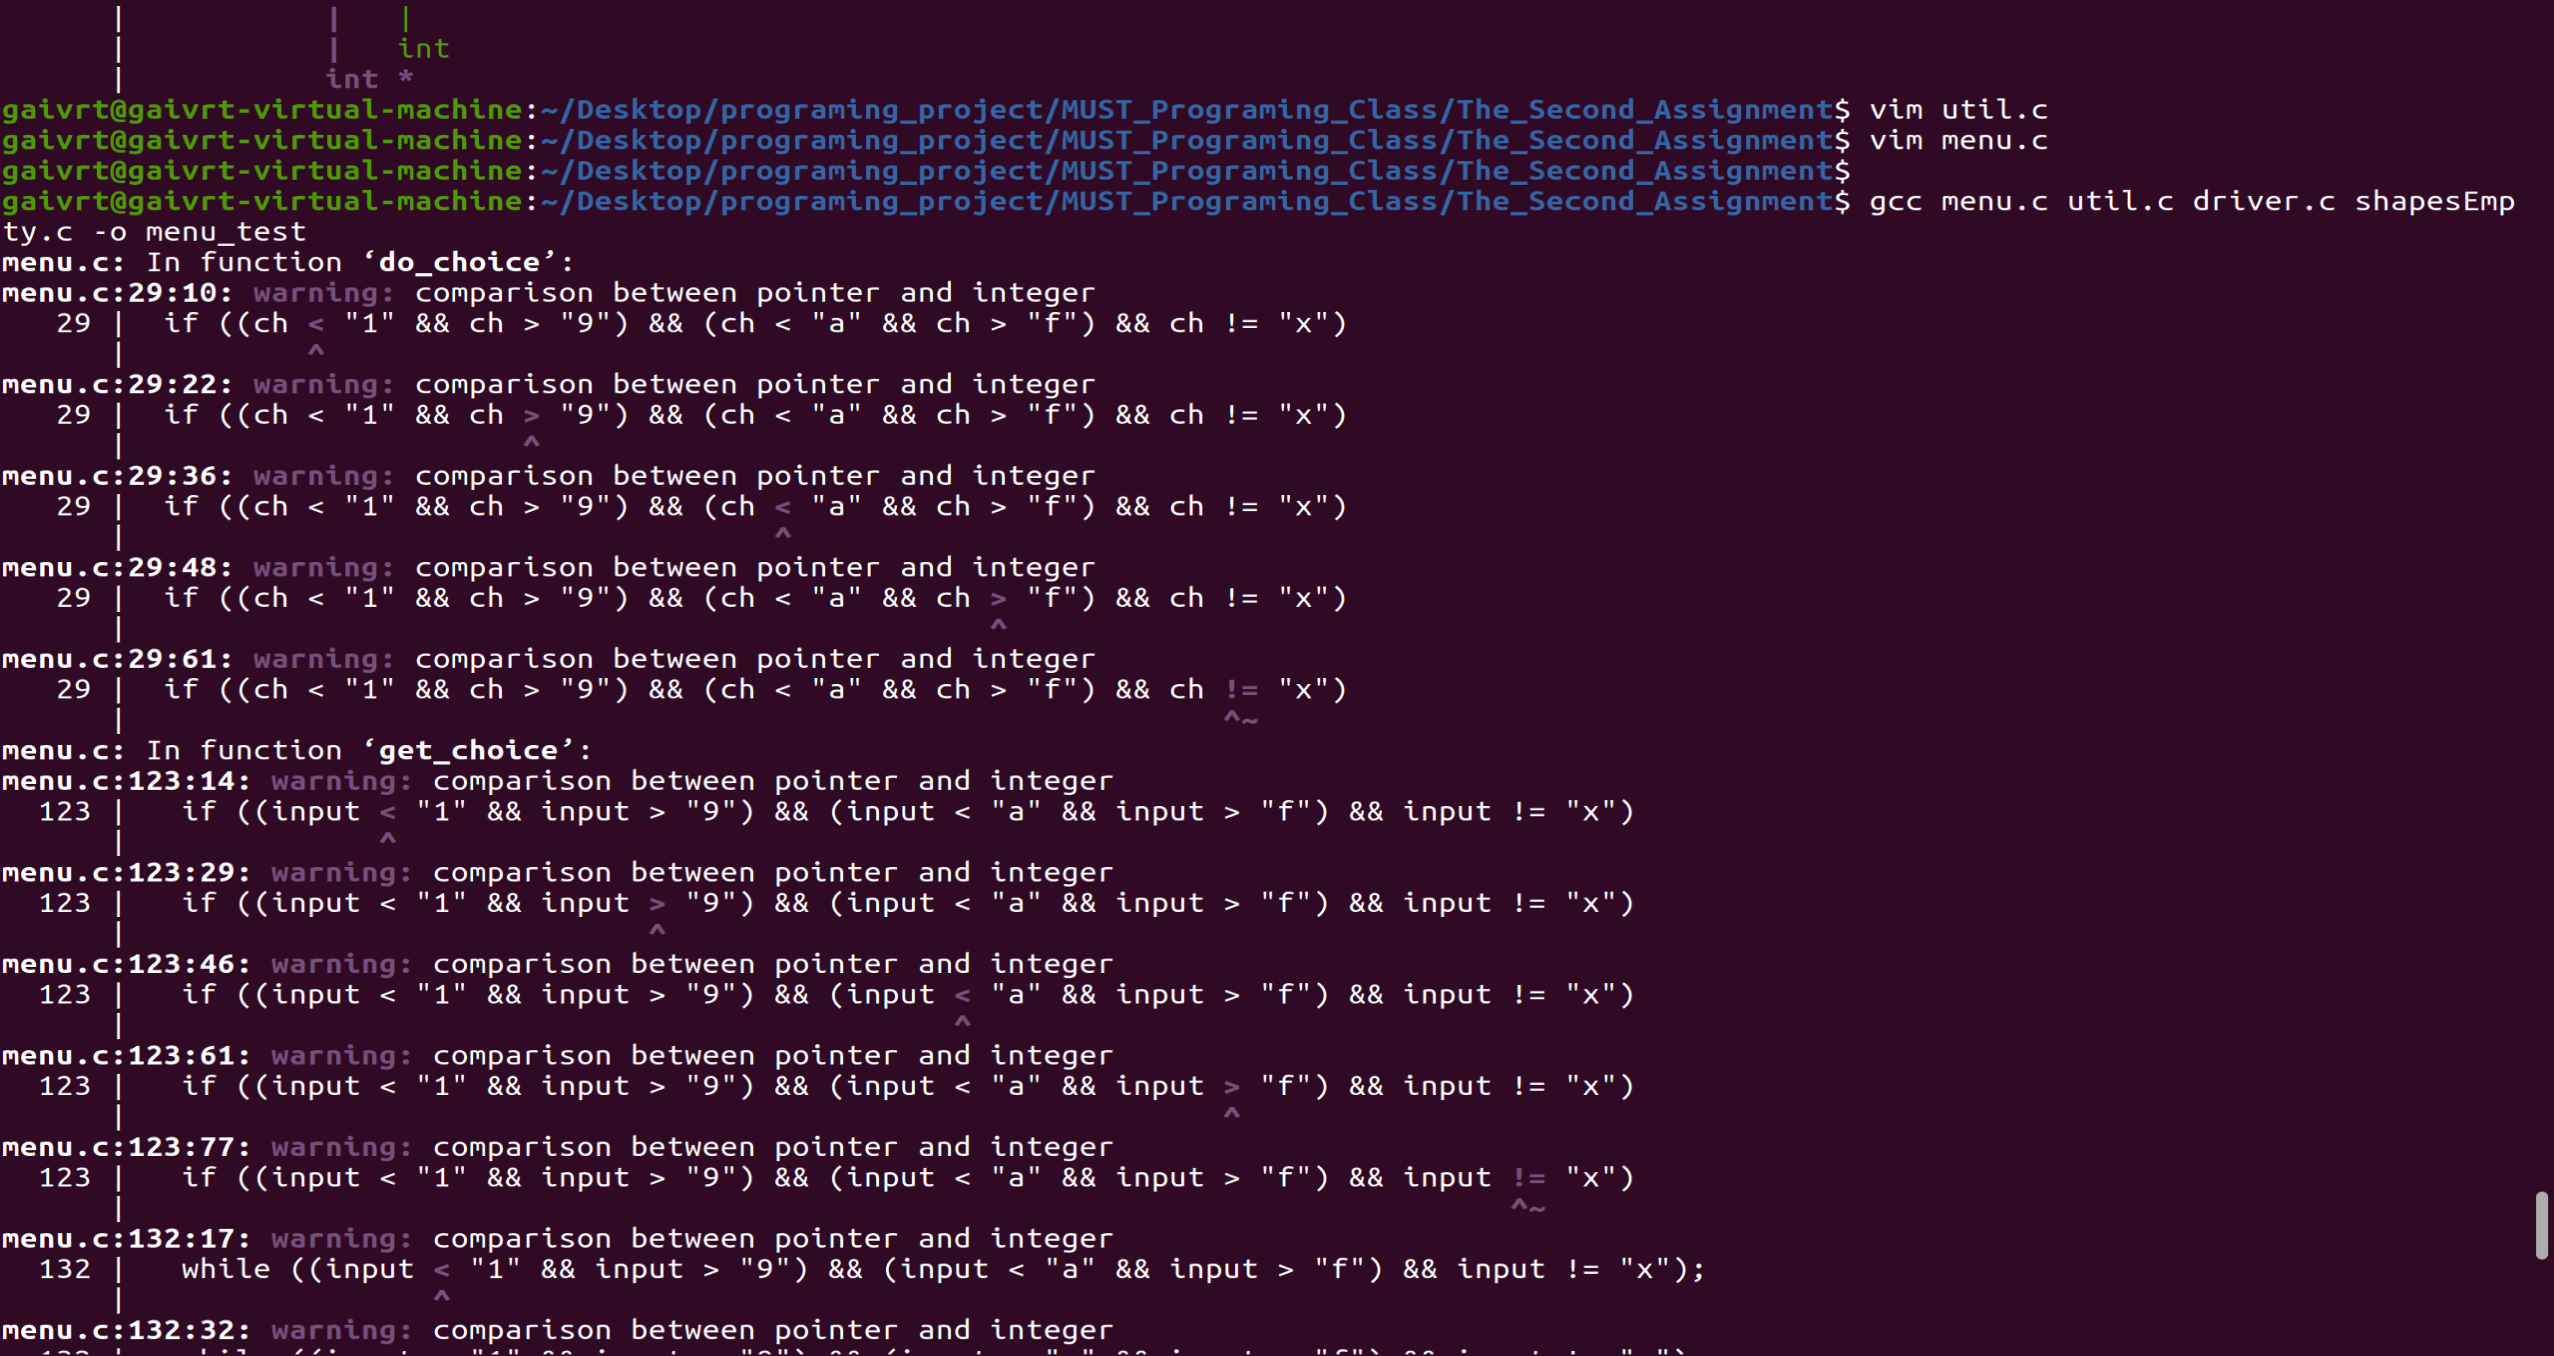 |           |   |
|           |   int
|           int *
gaivrt@gaivrt-virtual-machine:~/Desktop/programing_project/MUST_Programing_Class/The_Second_Assignment$ vim util.c
gaivrt@gaivrt-virtual-machine:~/Desktop/programing_project/MUST_Programing_Class/The_Second_Assignment$ vim menu.c
gaivrt@gaivrt-virtual-machine:~/Desktop/programing_project/MUST_Programing_Class/The_Second_Assignment$
gaivrt@gaivrt-virtual-machine:~/Desktop/programing_project/MUST_Programing_Class/The_Second_Assignment$ gcc menu.c util.c driver.c shapesEmp
ty.c -o menu_test
menu.c: In function ‘do_choice’:
menu.c:29:10: warning: comparison between pointer and integer
   29 |  if ((ch < "1" && ch > "9") && (ch < "a" && ch > "f") && ch != "x")
      |          ^
menu.c:29:22: warning: comparison between pointer and integer
   29 |  if ((ch < "1" && ch > "9") && (ch < "a" && ch > "f") && ch != "x")
      |                      ^
menu.c:29:36: warning: comparison between pointer and integer
   29 |  if ((ch < "1" && ch > "9") && (ch < "a" && ch > "f") && ch != "x")
      |                                    ^
menu.c:29:48: warning: comparison between pointer and integer
   29 |  if ((ch < "1" && ch > "9") && (ch < "a" && ch > "f") && ch != "x")
      |                                                ^
menu.c:29:61: warning: comparison between pointer and integer
   29 |  if ((ch < "1" && ch > "9") && (ch < "a" && ch > "f") && ch != "x")
      |                                                             ^~
menu.c: In function ‘get_choice’:
menu.c:123:14: warning: comparison between pointer and integer
  123 |   if ((input < "1" && input > "9") && (input < "a" && input > "f") && input != "x")
      |              ^
menu.c:123:29: warning: comparison between pointer and integer
  123 |   if ((input < "1" && input > "9") && (input < "a" && input > "f") && input != "x")
      |                             ^
menu.c:123:46: warning: comparison between pointer and integer
  123 |   if ((input < "1" && input > "9") && (input < "a" && input > "f") && input != "x")
      |                                              ^
menu.c:123:61: warning: comparison between pointer and integer
  123 |   if ((input < "1" && input > "9") && (input < "a" && input > "f") && input != "x")
      |                                                             ^
menu.c:123:77: warning: comparison between pointer and integer
  123 |   if ((input < "1" && input > "9") && (input < "a" && input > "f") && input != "x")
      |                                                                             ^~
menu.c:132:17: warning: comparison between pointer and integer
  132 |   while ((input < "1" && input > "9") && (input < "a" && input > "f") && input != "x");
      |                 ^
menu.c:132:32: warning: comparison between pointer and integer